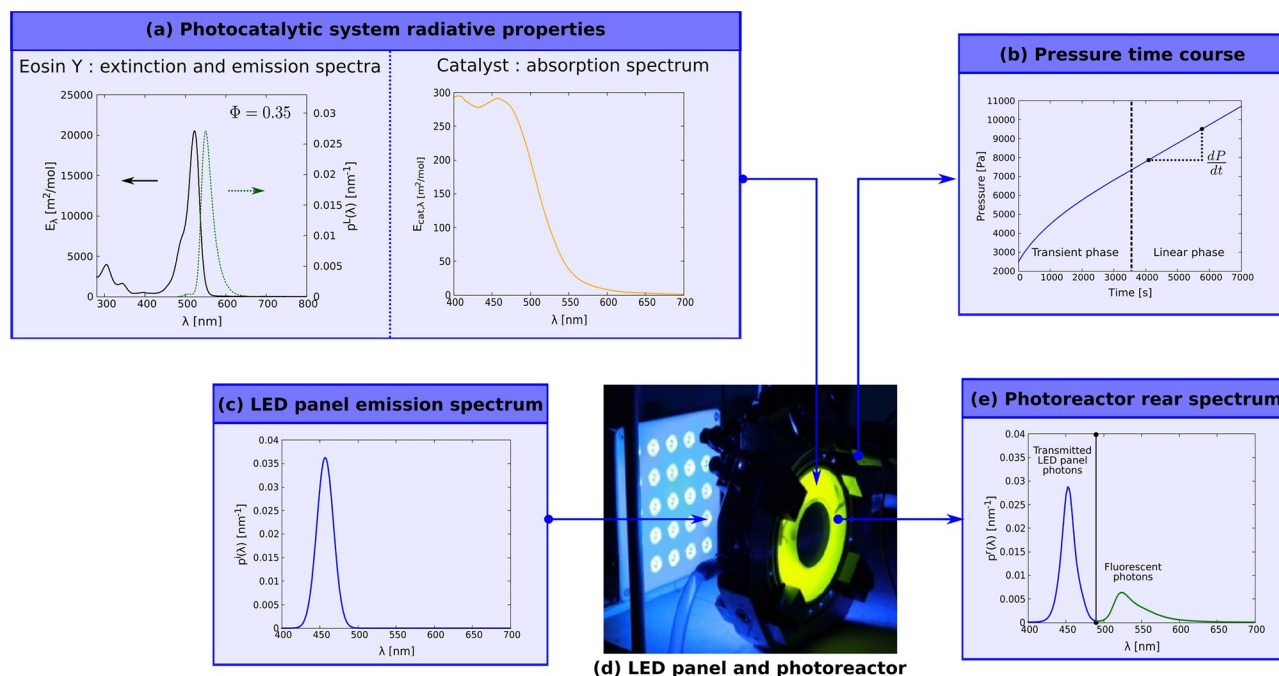 (a) Photocatalytic system radiative properties
Eosin Y : extinction and emission spectra
Φ = 0.35
25000
20000
15000
10000
5000
0
E_λ [m²/mol]
0.03
0.025
0.02
0.015
0.01
0.005
0
p^L(λ) [nm⁻¹]
300 400 500 600 700 800
λ [nm]
Catalyst : absorption spectrum
300
250
200
150
100
50
0
E_cat,λ [m²/mol]
400 450 500 550 600 650 700
λ [nm]
(b) Pressure time course
11000
10000
9000
8000
7000
6000
5000
4000
3000
2000
Pressure [Pa]
dP
dt
Transient phase
Linear phase
0 1000 2000 3000 4000 5000 6000 7000
Time [s]
(c) LED panel emission spectrum
0.04
0.035
0.03
0.025
0.02
0.015
0.01
0.005
0
p^i(λ) [nm⁻¹]
400 450 500 550 600 650 700
λ [nm]
(d) LED panel and photoreactor
(e) Photoreactor rear spectrum
0.04
0.035
0.03
0.025
0.02
0.015
0.01
0.005
0
p^r(λ) [nm⁻¹]
Transmitted
LED panel
photons
Fluorescent
photons
400 450 500 550 600 650 700
λ [nm]